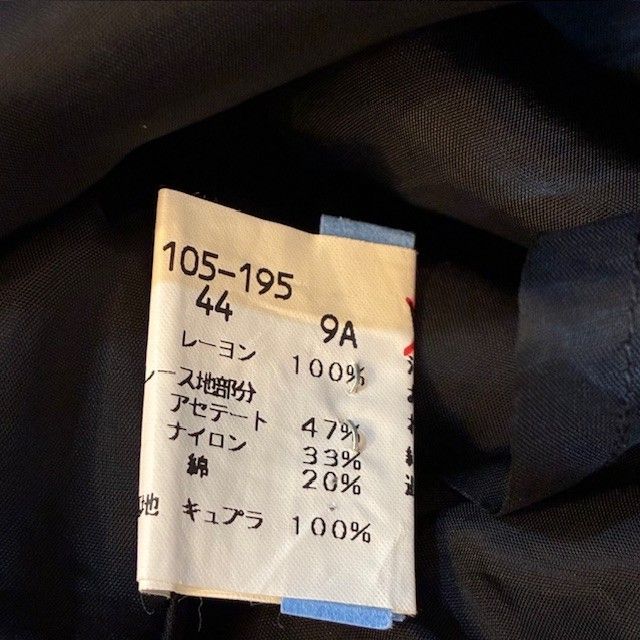 105-195
44 9A
レーヨン 100%
レース地部分
アセテート 47%
ナイロン 33%
綿 20%
地 キュプラ 100%